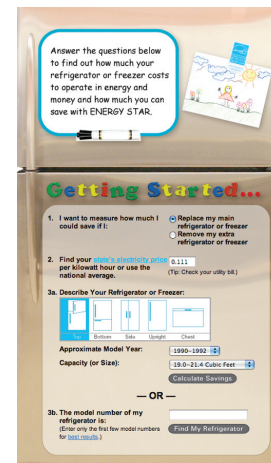 Answer the questions below
to find out how much your
refrigerator or freezer costs
to operate in energy and
money and how much you can
save with ENERGY STAR.
Getting Started...
1. I want to measure how much I
could save if I:
Replace my main
refrigerator or freezer
Remove my extra
refrigerator or freezer
2. Find your state's electricity price
per kilowatt hour or use the
national average.
0.111
(Tip: Check your utility bill.)
3a. Describe Your Refrigerator or Freezer:
Top Bottom Side Upright Chest
Approximate Model Year: 1990-1992
Capacity (or Size): 19.0-21.4 Cubic Feet
Calculate Savings
— OR —
3b. The model number of my
refrigerator is:
(Enter only the first few model numbers
for best results.)
Find My Refrigerator